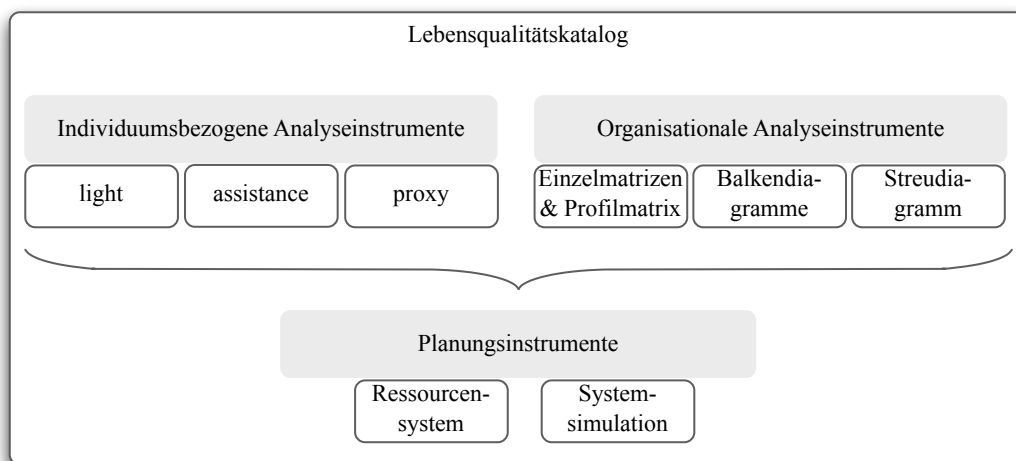 Lebensqualitätskatalog
Individuumsbezogene Analyseinstrumente
Organisationale Analyseinstrumente
light
assistance
proxy
Einzelmatrizen
& Profilmatrix
Balkendia-
gramme
Streudia-
gramm
Planungsinstrumente
Ressourcen-
system
System-
simulation